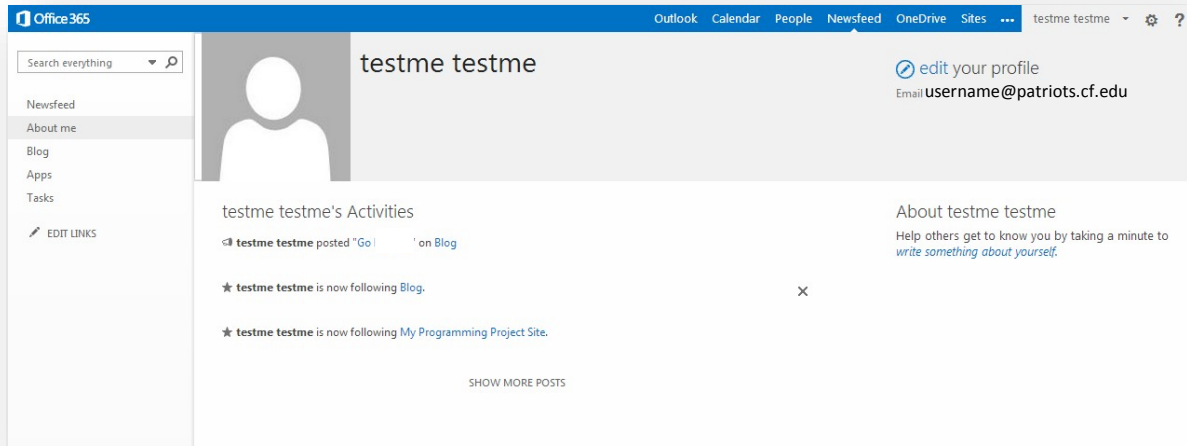 Office 365 Outlook Calendar People Newsfeed OneDrive Sites ... testme testme ?
Search everything
Newsfeed
About me
Blog
Apps
Tasks
EDIT LINKS
testme testme
edit your profile
Email username@patriots.cf.edu
testme testme's Activities
testme testme posted "Go ' on Blog
testme testme is now following Blog.
testme testme is now following My Programming Project Site.
SHOW MORE POSTS
About testme testme
Help others get to know you by taking a minute to
write something about yourself.